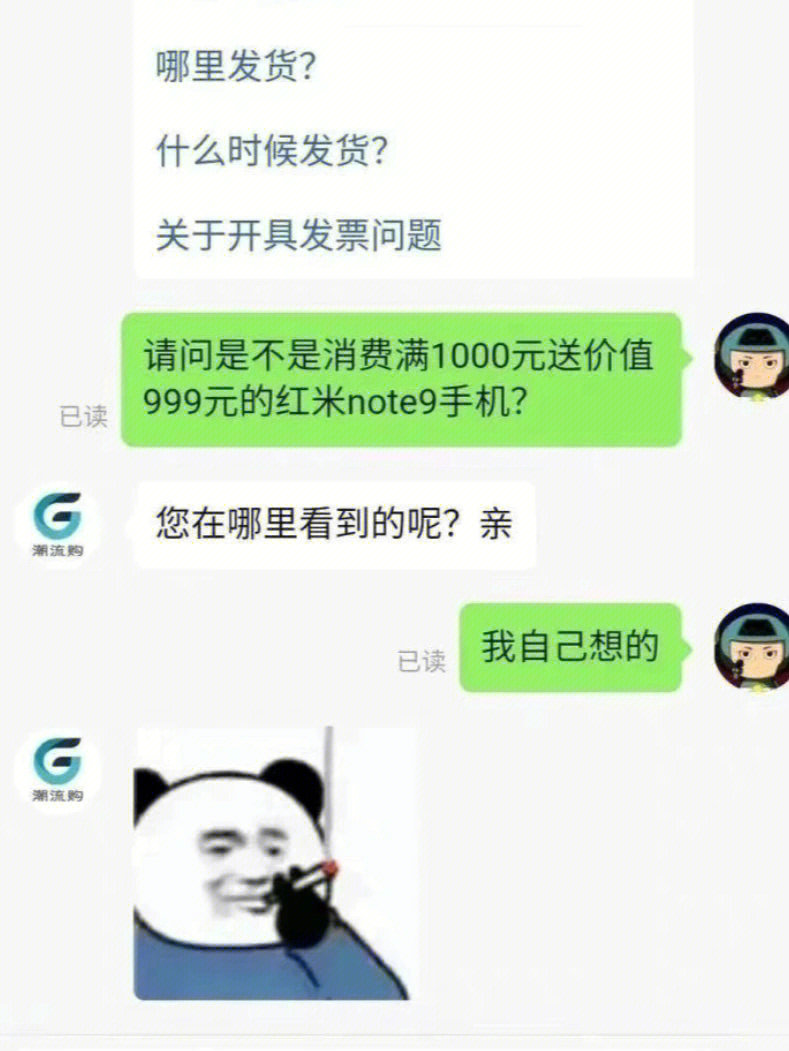 哪里发货？
什么时候发货？
关于开具发票问题
请问是不是消费满1000元送价值
999元的红米note9手机？
已读
潮流购
您在哪里看到的呢？亲
已读
我自己想的
潮流购